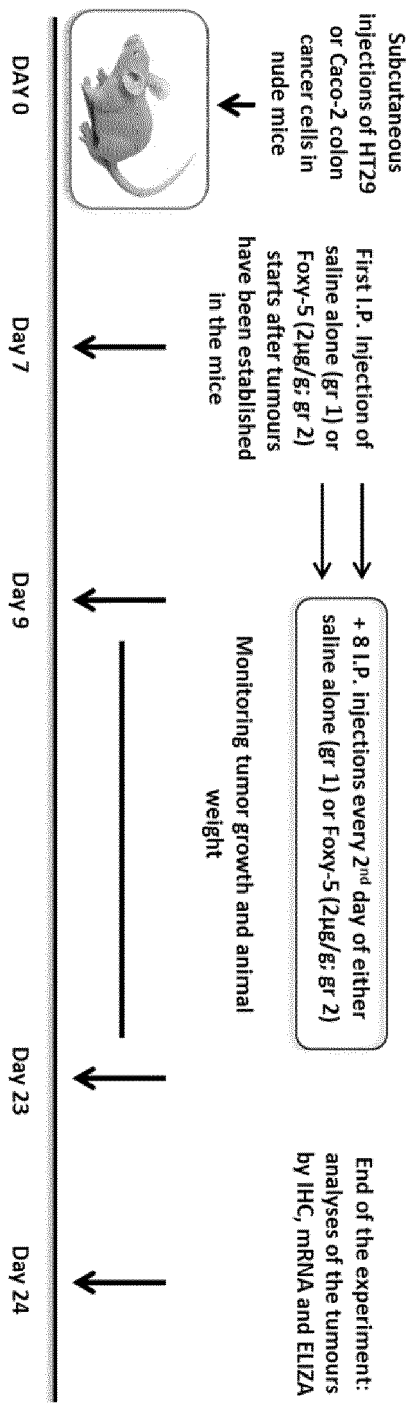 Subcutaneous
injections of HT29
or Caco-2 colon
cancer cells in
nude mice
First I.P. Injection of
saline alone (gr 1) or
Foxy-5 (2μg/g; gr 2)
starts after tumours
have been established
in the mice
+ 8 I.P. injections every 2nd day of either
saline alone (gr 1) or Foxy-5 (2μg/g; gr 2)
Monitoring tumor growth and animal
weight
End of the experiment:
analyses of the tumours
by IHC, mRNA and ELIZA
DAY 0
Day 7
Day 9
Day 23
Day 24